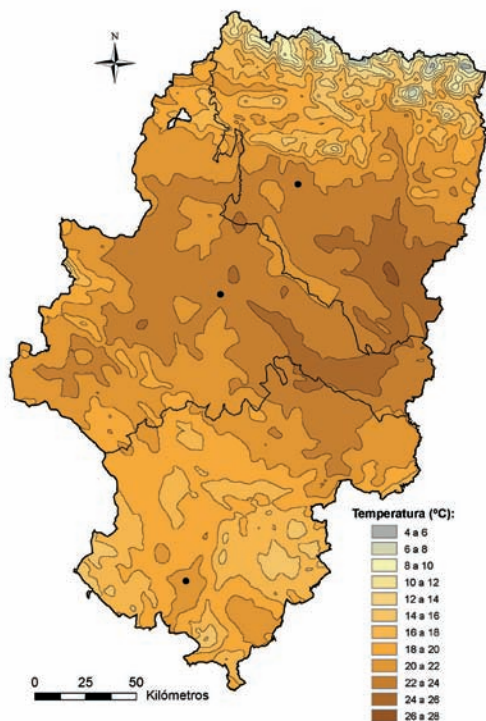 N
Temperatura (ºC):
4 a 6
6 a 8
8 a 10
10 a 12
12 a 14
14 a 16
16 a 18
18 a 20
20 a 22
22 a 24
24 a 26
26 a 28
0 25 50
Kilómetros